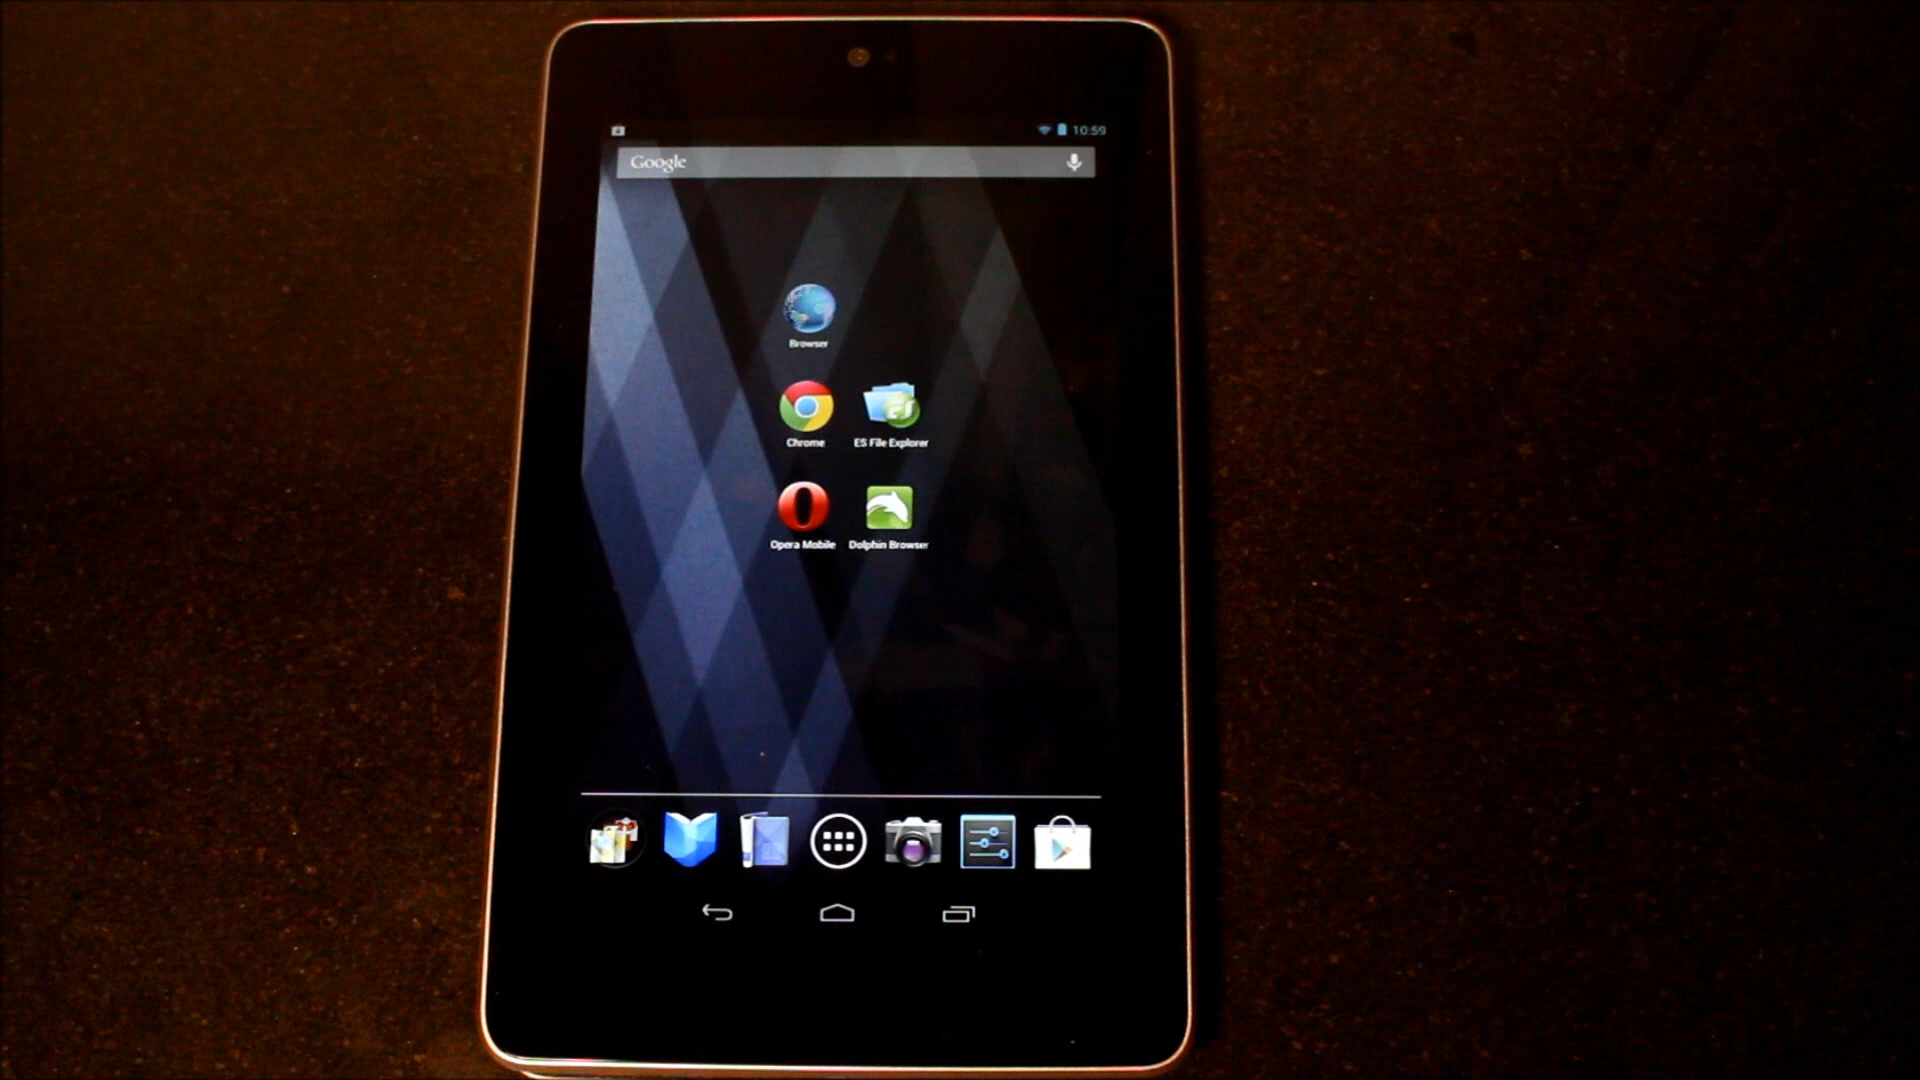 10:59
Google
Browser
Chrome
ES File Explorer
Opera Mobile
Dolphin Browser